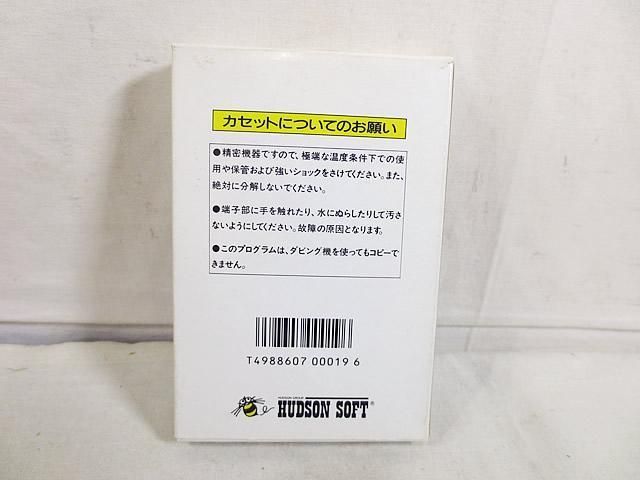 カセットについてのお願い
●精密機器ですので、極端な温度条件下での使
用や保管および強いショックをさけてください。また、
絶対に分解しないでください。
●端子部に手を触れたり、水にぬらしたりして汚さ
ないようにしてください。故障の原因となります。
●このプログラムは、ダビング機を使ってもコピーで
きません。
T4988607 00019 6
HUDSON GROUP
HUDSON SOFT®